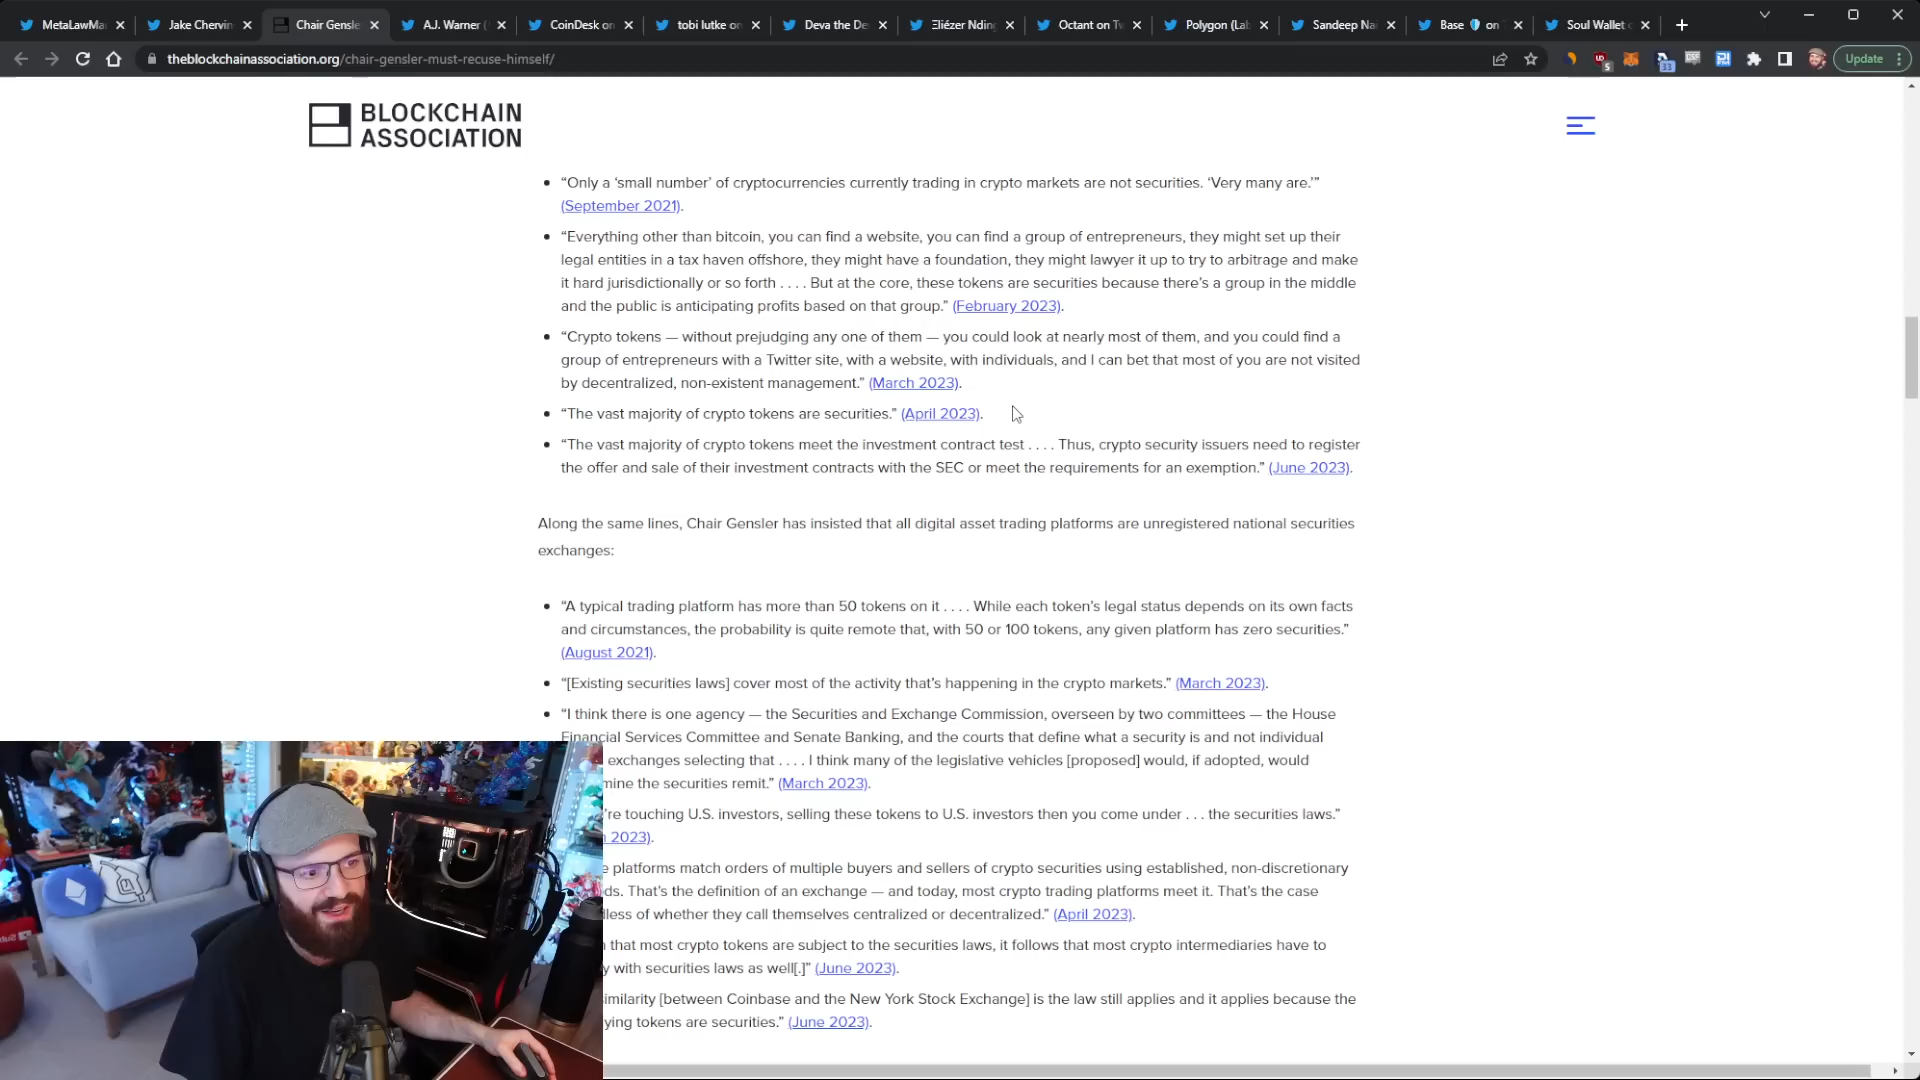 MetaLawMa
Jake Chervin
Chair Gensle
A.J. Warner (
CoinDesk on
tobi lutke on
Deva the De
Eliézer Nding
Octant on Tw
Polygon (Lab
Sandeep Nai
Base 🛡️ on T
Soul Wallet o
theblockchainassociation.org/chair-gensler-must-recuse-himself/
Update
BLOCKCHAIN
ASSOCIATION
• “Only a ‘small number’ of cryptocurrencies currently trading in crypto markets are not securities. ‘Very many are.’”
(September 2021).
• “Everything other than bitcoin, you can find a website, you can find a group of entrepreneurs, they might set up their
legal entities in a tax haven offshore, they might have a foundation, they might lawyer it up to try to arbitrage and make
it hard jurisdictionally or so forth . . . . But at the core, these tokens are securities because there’s a group in the middle
and the public is anticipating profits based on that group.” (February 2023).
• “Crypto tokens — without prejudging any one of them — you could look at nearly most of them, and you could find a
group of entrepreneurs with a Twitter site, with a website, with individuals, and I can bet that most of you are not visited
by decentralized, non-existent management.” (March 2023).
• “The vast majority of crypto tokens are securities.” (April 2023).
• “The vast majority of crypto tokens meet the investment contract test . . . . Thus, crypto security issuers need to register
the offer and sale of their investment contracts with the SEC or meet the requirements for an exemption.” (June 2023).
Along the same lines, Chair Gensler has insisted that all digital asset trading platforms are unregistered national securities
exchanges:
• “A typical trading platform has more than 50 tokens on it . . . . While each token’s legal status depends on its own facts
and circumstances, the probability is quite remote that, with 50 or 100 tokens, any given platform has zero securities.”
(August 2021).
• “[Existing securities laws] cover most of the activity that’s happening in the crypto markets.” (March 2023).
• “I think there is one agency — the Securities and Exchange Commission, overseen by two committees — the House
Financial Services Committee and Senate Banking, and the courts that define what a security is and not individual
exchanges selecting that . . . . I think many of the legislative vehicles [proposed] would, if adopted, would
mine the securities remit.” (March 2023).
’re touching U.S. investors, selling these tokens to U.S. investors then you come under . . . the securities laws.”
2023).
platforms match orders of multiple buyers and sellers of crypto securities using established, non-discretionary
ds. That’s the definition of an exchange — and today, most crypto trading platforms meet it. That’s the case
dless of whether they call themselves centralized or decentralized.” (April 2023).
that most crypto tokens are subject to the securities laws, it follows that most crypto intermediaries have to
y with securities laws as well[.]” (June 2023).
similarity [between Coinbase and the New York Stock Exchange] is the law still applies and it applies because the
ying tokens are securities.” (June 2023).